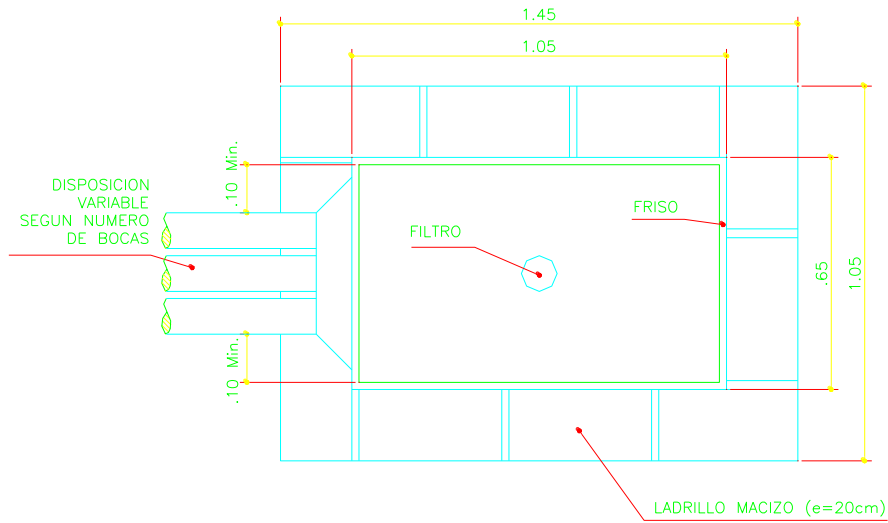 1.45
1.05
.10 Min.
DISPOSICION
VARIABLE
SEGUN NUMERO
DE BOCAS
FILTRO
FRISO
.65
1.05
.10 Min.
LADRILLO MACIZO (e=20cm)